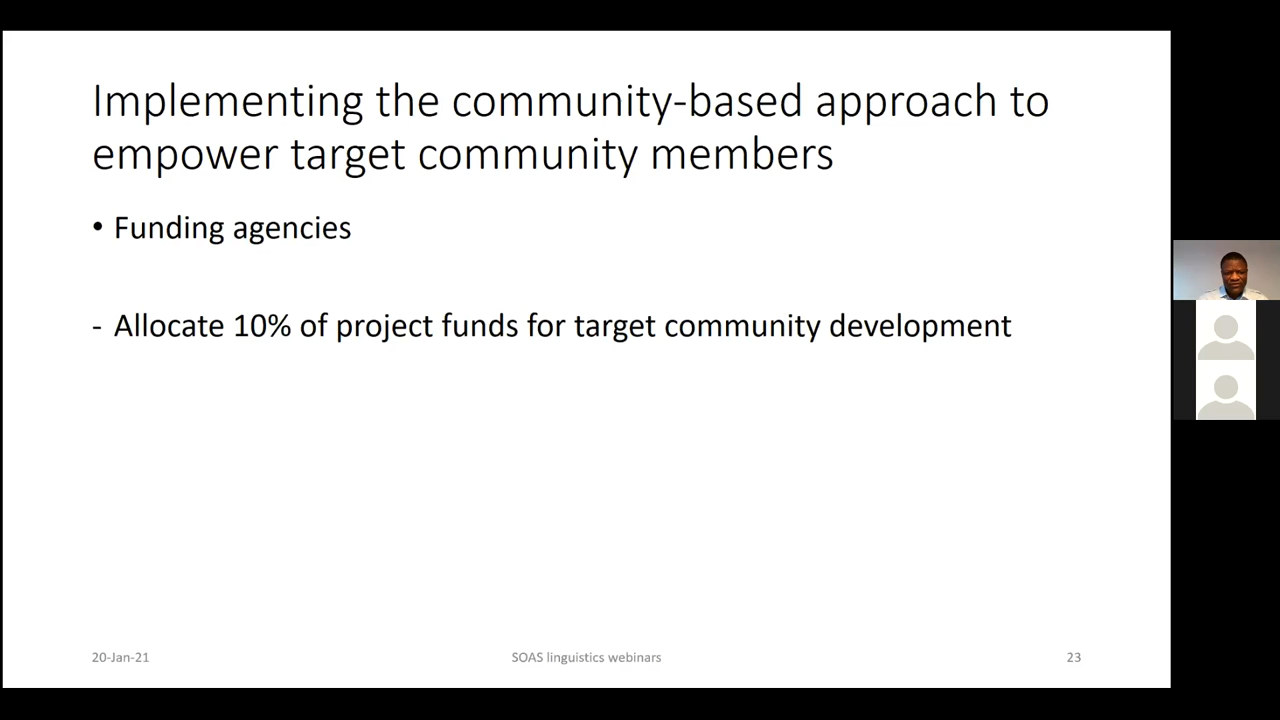 Implementing the community-based approach to
empower target community members
• Funding agencies
- Allocate 10% of project funds for target community development
20-Jan-21
SOAS linguistics webinars
23